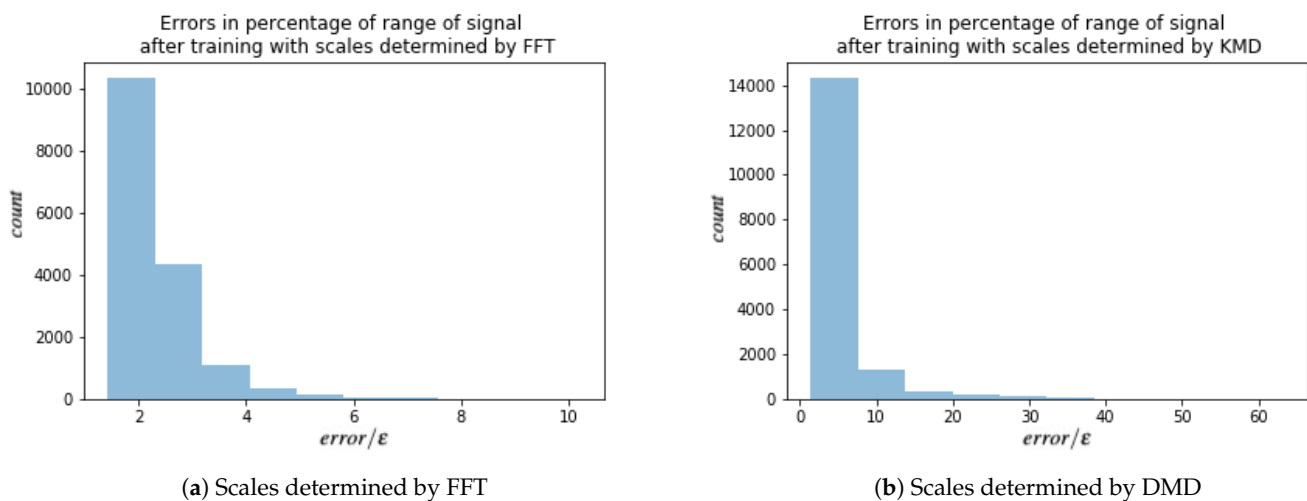 Errors in percentage of range of signal
after training with scales determined by FFT
10000
8000
6000
4000
2000
0
count
2
4
6
8
10
error/ε
(a) Scales determined by FFT
Errors in percentage of range of signal
after training with scales determined by KMD
14000
12000
10000
8000
6000
4000
2000
0
count
0
10
20
30
40
50
60
error/ε
(b) Scales determined by DMD